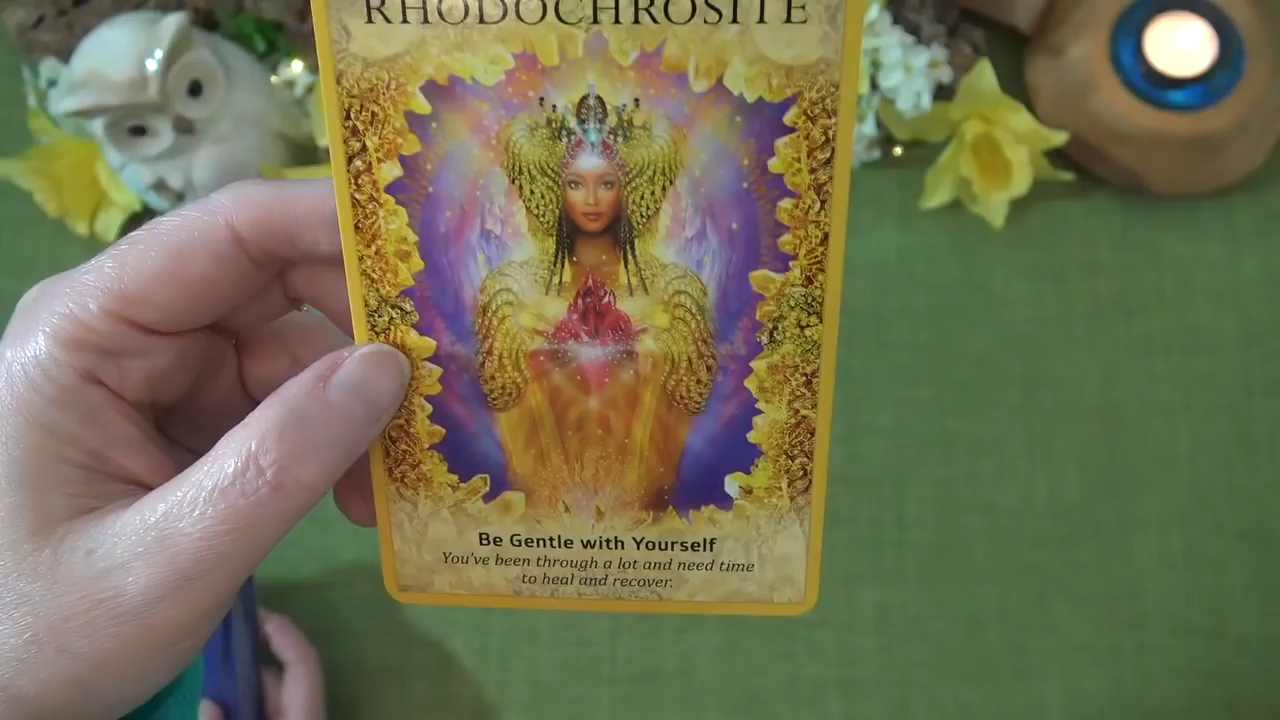 RHODOCHROSITE
Be Gentle with Yourself
You've been through a lot and need time
to heal and recover.